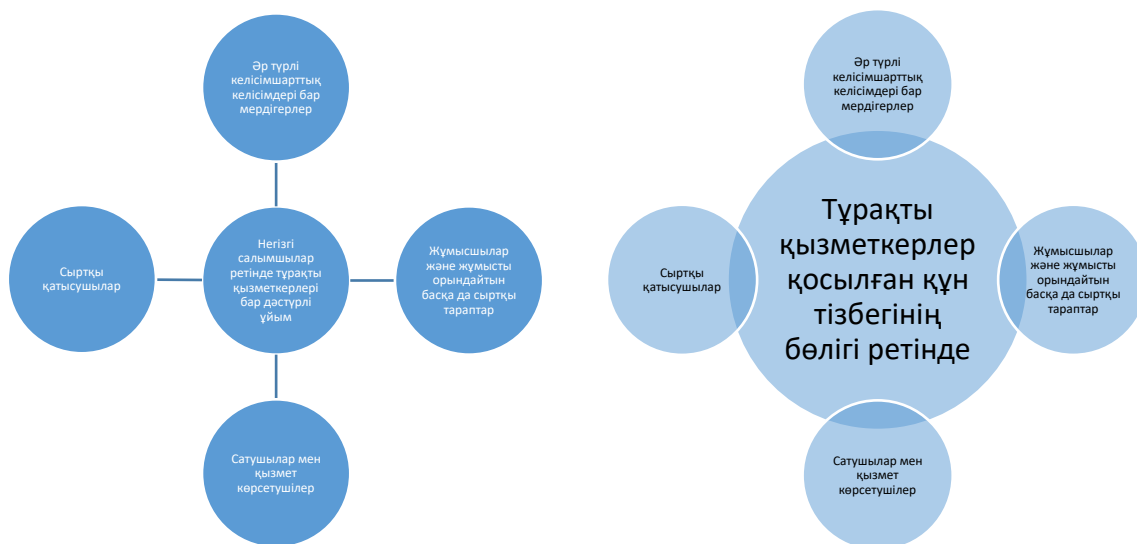 Әр түрлі
келісімшарттық
келісімдері бар
мердігерлер
Сыртқы
қатысушылар
Негізгі
салымшылар
ретінде тұрақты
қызметкерлері
бар дәстүрлі
ұйым
Жұмысшылар
және жұмысты
орындайтын
басқа да сыртқы
тараптар
Сатушылар мен
қызмет
көрсетушілер
Әр түрлі
келісімшарттық
келісімдері бар
мердігерлер
Сыртқы
қатысушылар
Тұрақты
қызметкерлер
қосылған құн
тізбегінің
бөлігі ретінде
Жұмысшылар
және жұмысты
орындайтын
басқа да сыртқы
тараптар
Сатушылар мен
қызмет
көрсетушілер